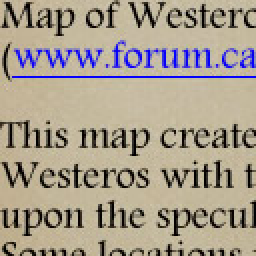 Map of Westero
(www.forum.ca
This map create
Westeros with t
upon the specul
Some locations